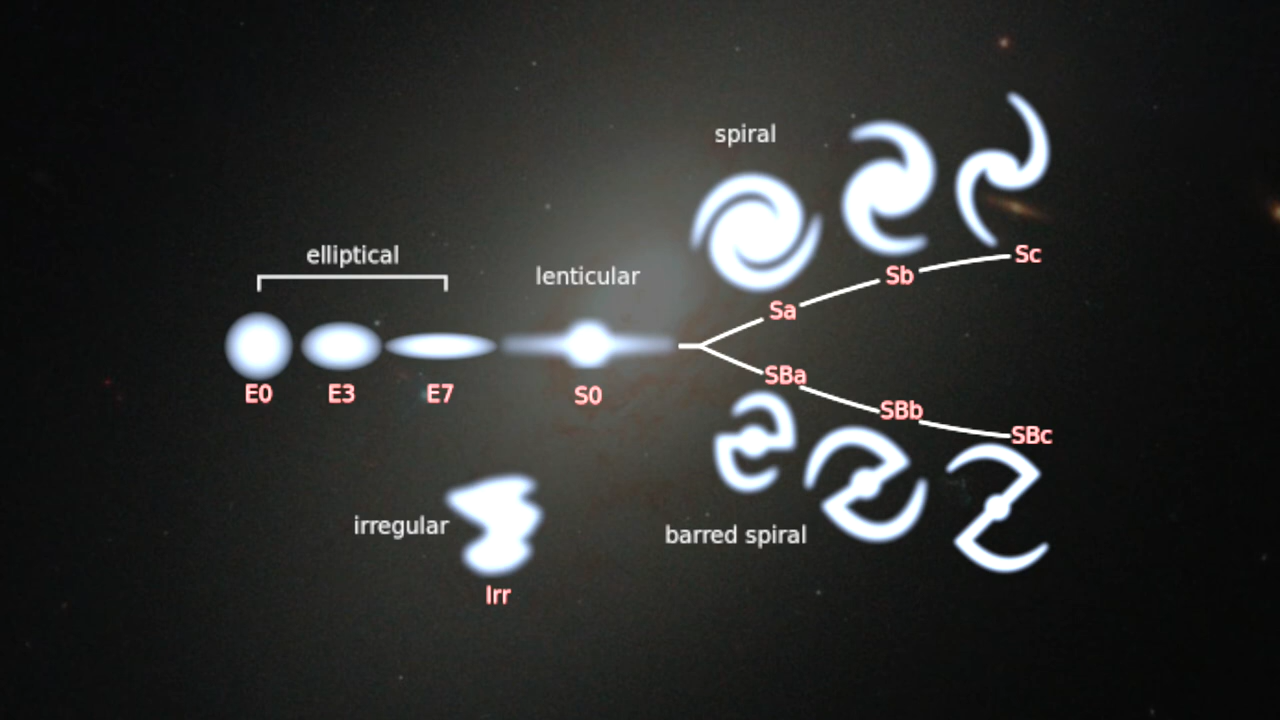 spiral
elliptical
lenticular
Sc
Sb
Sa
SBa
E0 E3 E7 S0
SBb
SBc
irregular
barred spiral
Irr